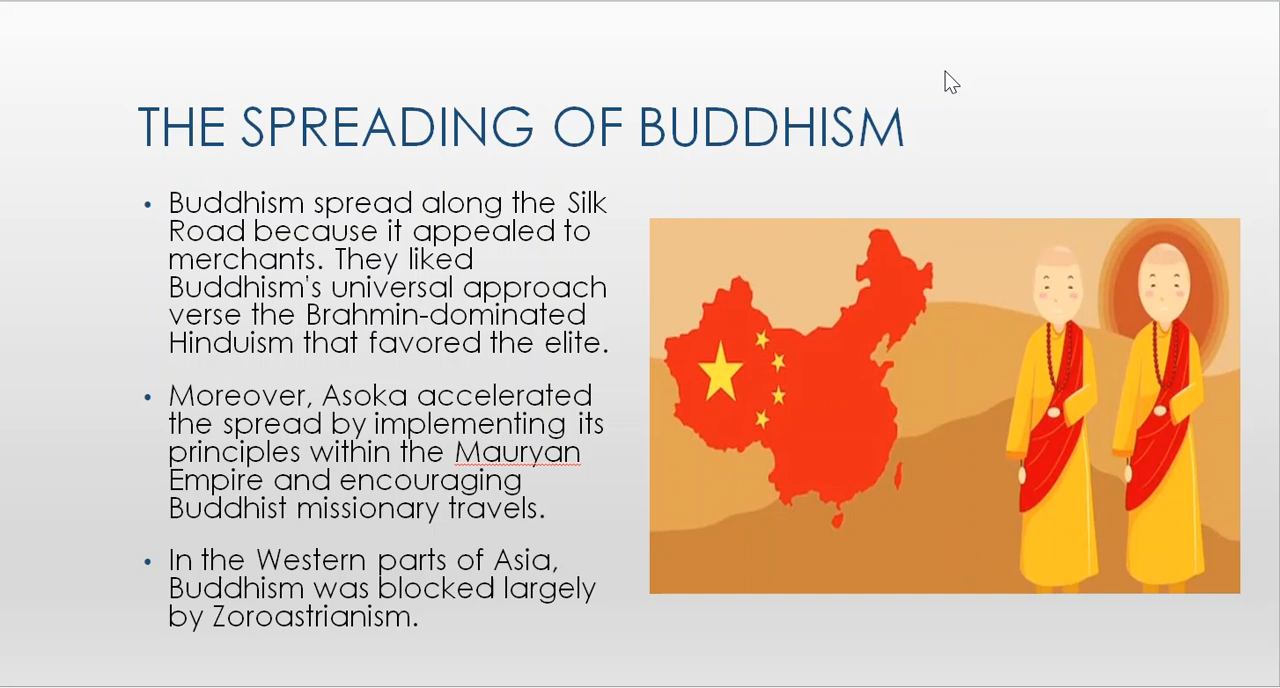 THE SPREADING OF BUDDHISM
• Buddhism spread along the Silk
Road because it appealed to
merchants. They liked
Buddhism's universal approach
verse the Brahmin-dominated
Hinduism that favored the elite.
• Moreover, Asoka accelerated
the spread by implementing its
principles within the Mauryan
Empire and encouraging
Buddhist missionary travels.
• In the Western parts of Asia,
Buddhism was blocked largely
by Zoroastrianism.